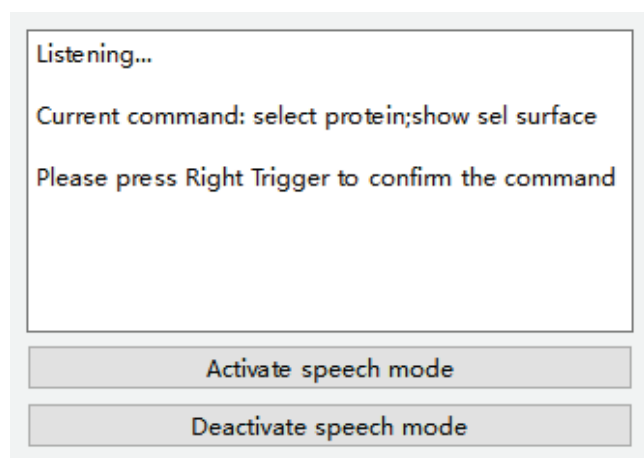 Listening...
Current command: select protein;show sel surface
Please press Right Trigger to confirm the command
Activate speech mode
Deactivate speech mode